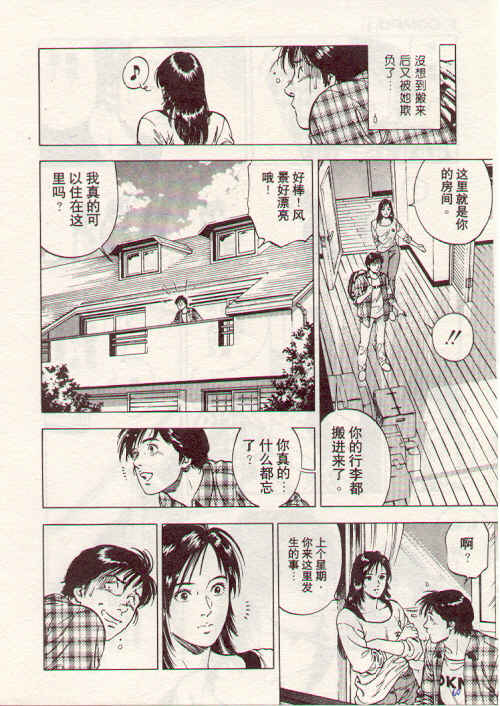 沒想到搬来
后又被她欺
负了…
♪
这里就是你
的房间。
!!
你的行李都
搬进来了。
好棒！风
景好漂亮
哦！
我真的可
以住在这
里吗？
你真的…
什么都忘
了？
啊？
上个星期，
你来这里发
生的事…
OKN